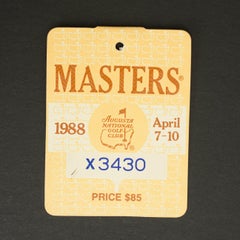 MASTERS®
1988
AUGUSTA
NATIONAL
GOLF
CLUB
April
7-10
X3430
PRICE $85